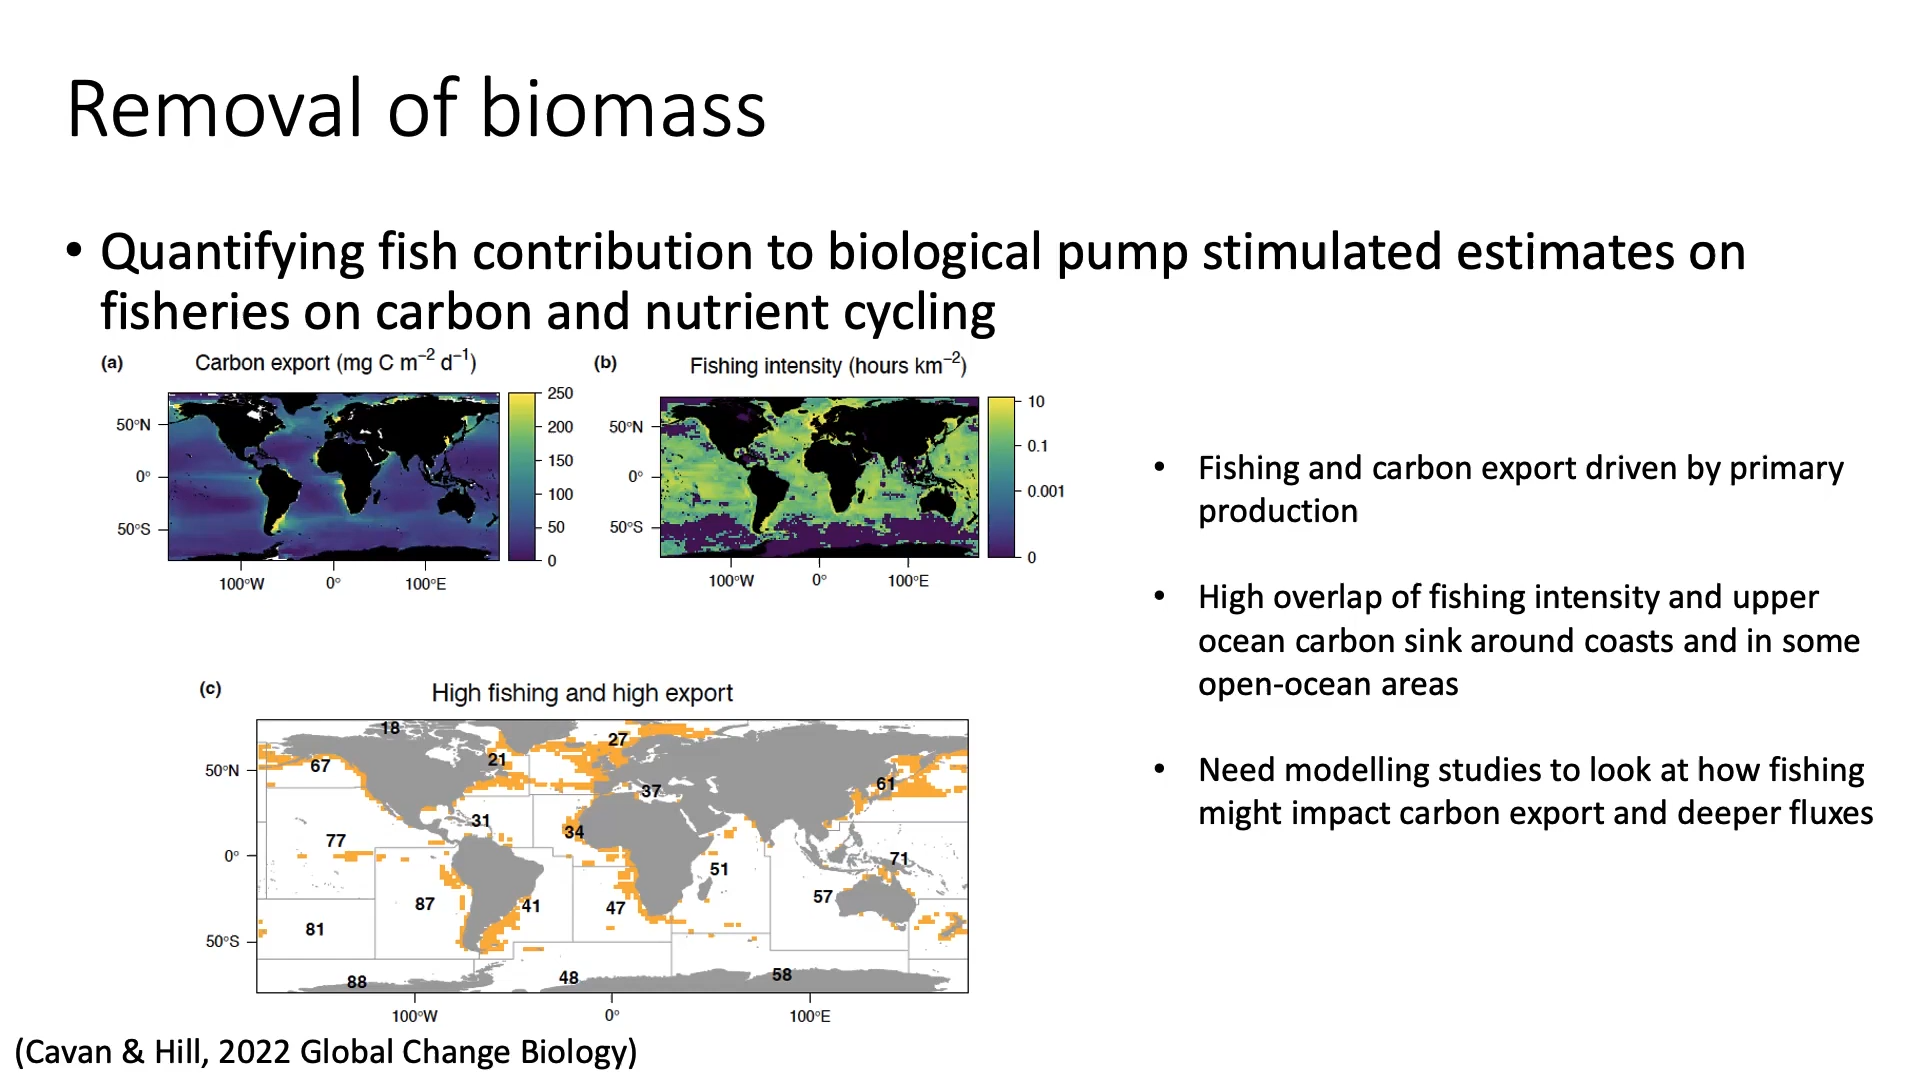 Removal of biomass
• Quantifying fish contribution to biological pump stimulated estimates on
fisheries on carbon and nutrient cycling
(a) Carbon export (mg C m⁻² d⁻¹)
250
200
150
100
50
0
50°N
0°
50°S
100°W 0° 100°E
(b) Fishing intensity (hours km⁻²)
10
0.1
0.001
0
50°N
0°
50°S
100°W 0° 100°E
(c) High fishing and high export
18
27
21
67
50°N
61
37
31
34
77
0°
71
51
57
87
41
47
81
50°S
48
58
88
100°W 0° 100°E
• Fishing and carbon export driven by primary
production
• High overlap of fishing intensity and upper
ocean carbon sink around coasts and in some
open-ocean areas
• Need modelling studies to look at how fishing
might impact carbon export and deeper fluxes
(Cavan & Hill, 2022 Global Change Biology)